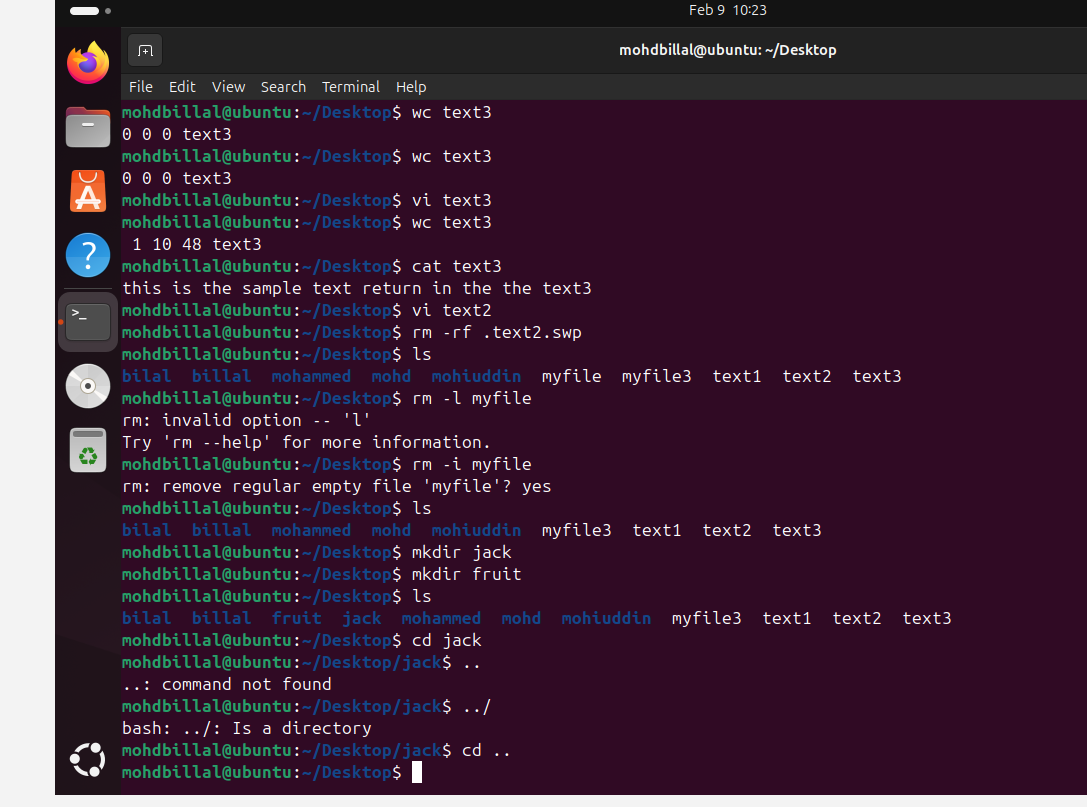 Feb 9 10:23
mohdbillal@ubuntu: ~/Desktop
File Edit View Search Terminal Help
mohdbillal@ubuntu:~/Desktop$ wc text3
0 0 0 text3
mohdbillal@ubuntu:~/Desktop$ wc text3
0 0 0 text3
mohdbillal@ubuntu:~/Desktop$ vi text3
mohdbillal@ubuntu:~/Desktop$ wc text3
 1 10 48 text3
mohdbillal@ubuntu:~/Desktop$ cat text3
this is the sample text return in the the text3
mohdbillal@ubuntu:~/Desktop$ vi text2
mohdbillal@ubuntu:~/Desktop$ rm -rf .text2.swp
mohdbillal@ubuntu:~/Desktop$ ls
bilal  billal  mohammed  mohd  mohiuddin  myfile  myfile3  text1  text2  text3
mohdbillal@ubuntu:~/Desktop$ rm -l myfile
rm: invalid option -- 'l'
Try 'rm --help' for more information.
mohdbillal@ubuntu:~/Desktop$ rm -i myfile
rm: remove regular empty file 'myfile'? yes
mohdbillal@ubuntu:~/Desktop$ ls
bilal  billal  mohammed  mohd  mohiuddin  myfile3  text1  text2  text3
mohdbillal@ubuntu:~/Desktop$ mkdir jack
mohdbillal@ubuntu:~/Desktop$ mkdir fruit
mohdbillal@ubuntu:~/Desktop$ ls
bilal  billal  fruit  jack  mohammed  mohd  mohiuddin  myfile3  text1  text2  text3
mohdbillal@ubuntu:~/Desktop$ cd jack
mohdbillal@ubuntu:~/Desktop/jack$ ..
..: command not found
mohdbillal@ubuntu:~/Desktop/jack$ ../
bash: ../: Is a directory
mohdbillal@ubuntu:~/Desktop/jack$ cd ..
mohdbillal@ubuntu:~/Desktop$